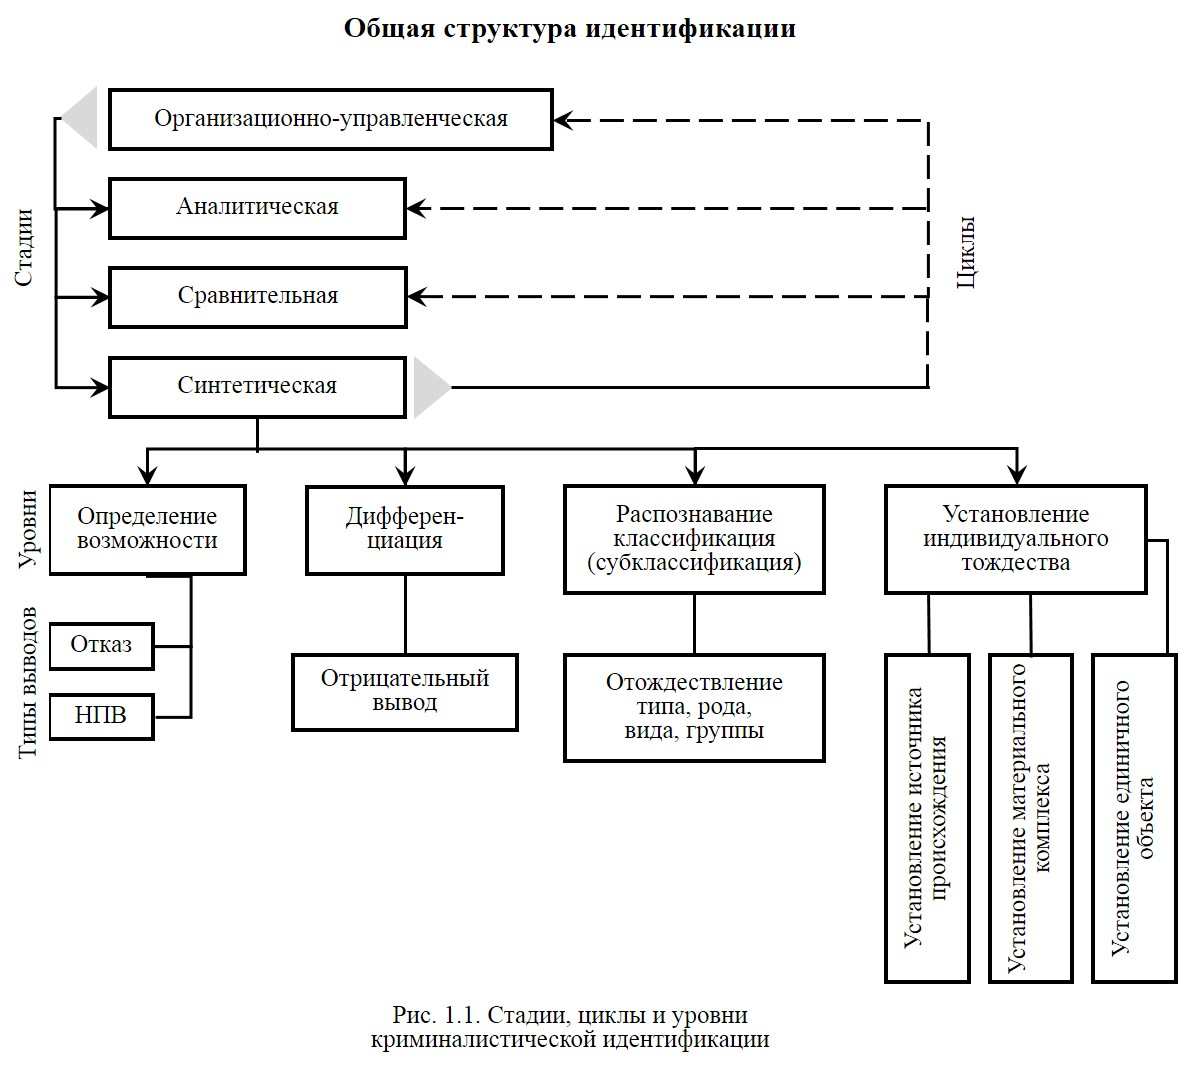 Общая структура идентификации
Организационно-управленческая
Аналитическая
Сравнительная
Синтетическая
Стадии
Циклы
Уровни
Определение
возможности
Дифферен-
циация
Распознавание
классификация
(субклассификация)
Установление
индивидуального
тождества
Типы выводов
Отказ
НПВ
Отрицательный
вывод
Отождествление
типа, рода,
вида, группы
Установление источника
происхождения
Установление материального
комплекса
Установление единичного
объекта
Рис. 1.1. Стадии, циклы и уровни
криминалистической идентификации